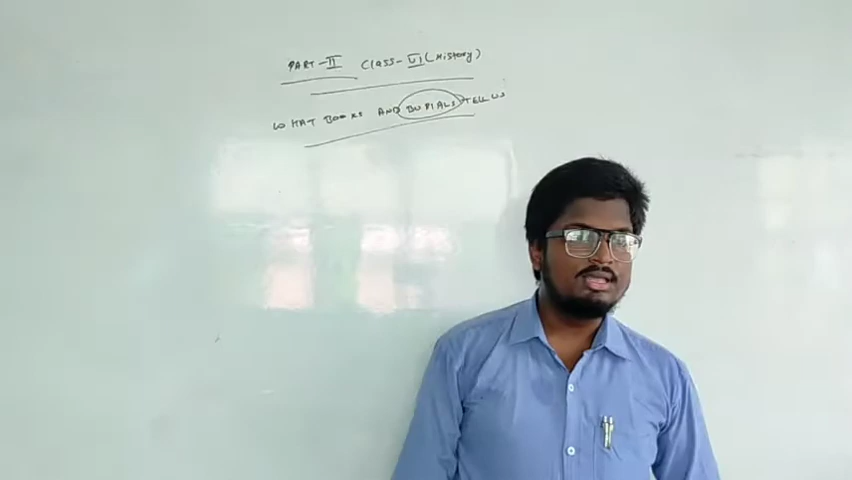 PART-II Class-VI (History)
WHAT BOOKS AND BURIALS TELL US